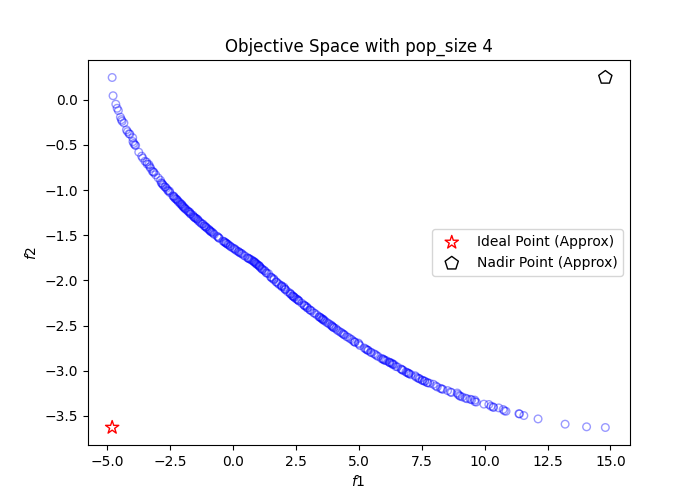 Objective Space with pop_size 4
f2
0.0
−0.5
−1.0
−1.5
−2.0
−2.5
−3.0
−3.5
Ideal Point (Approx)
Nadir Point (Approx)
−5.0 −2.5 0.0 2.5 5.0 7.5 10.0 12.5 15.0
f1